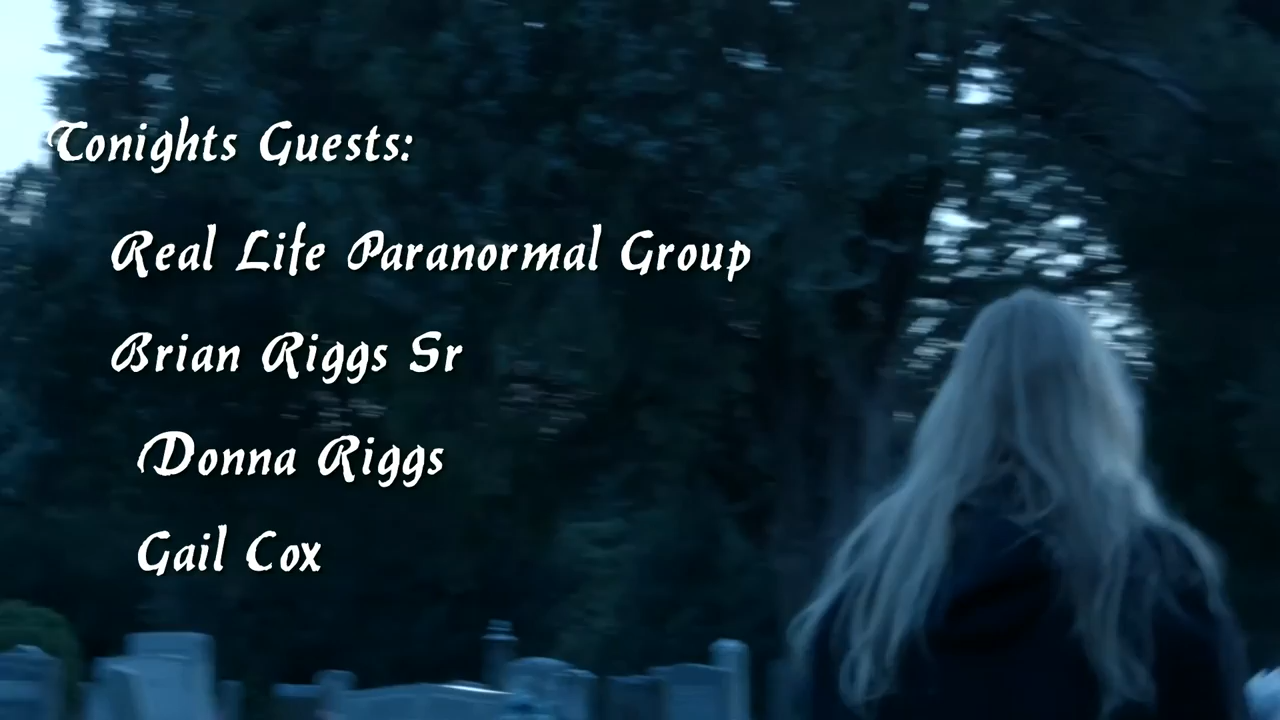 Tonights Guests:
Real Life Paranormal Group
Brian Riggs Sr
Donna Riggs
Gail Cox